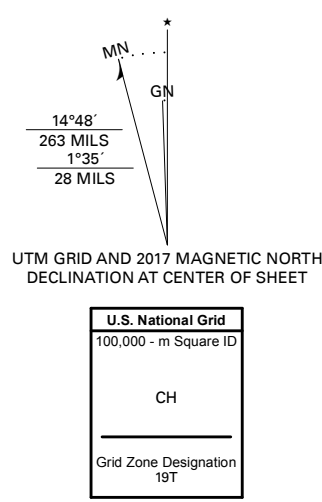 ★
MN
GN
14°48´
263 MILS
1°35´
28 MILS
UTM GRID AND 2017 MAGNETIC NORTH
DECLINATION AT CENTER OF SHEET
U.S. National Grid
100,000 - m Square ID
CH
Grid Zone Designation
19T